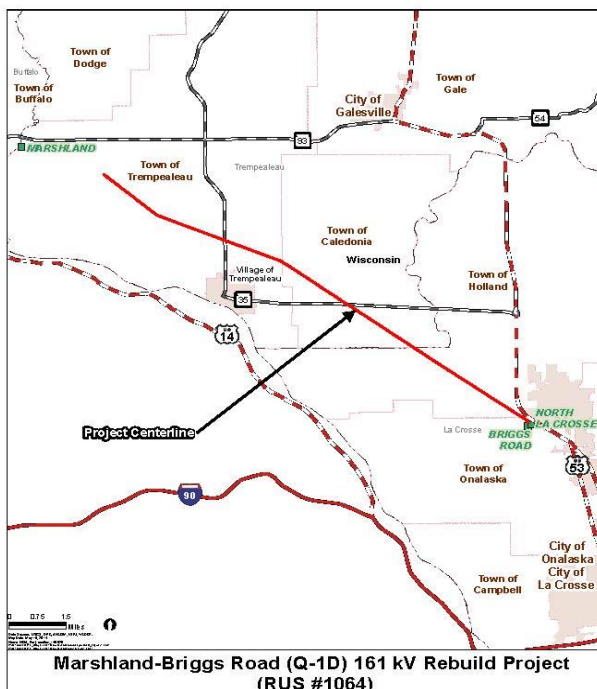 Town of
Dodge
Buffalo
Town of
Buffalo
City of
Galesville
Town of
Gale
54
93
MARSHLAND
Town of
Trempealeau
Trempealeau
Town of
Caledonia
Wisconsin
Village of
Trempealeau
Town of
Holland
35
US
14
Project Centerline
La Crosse
NORTH
LA CROSSE
BRIGGS
ROAD
US
53
Town of
Onalaska
90
City of
Onalaska
City of
La Crosse
Town of
Campbell
0 0.75 1.5
Miles
Marshland-Briggs Road (Q-1D) 161 kV Rebuild Project
(RUS #1064)